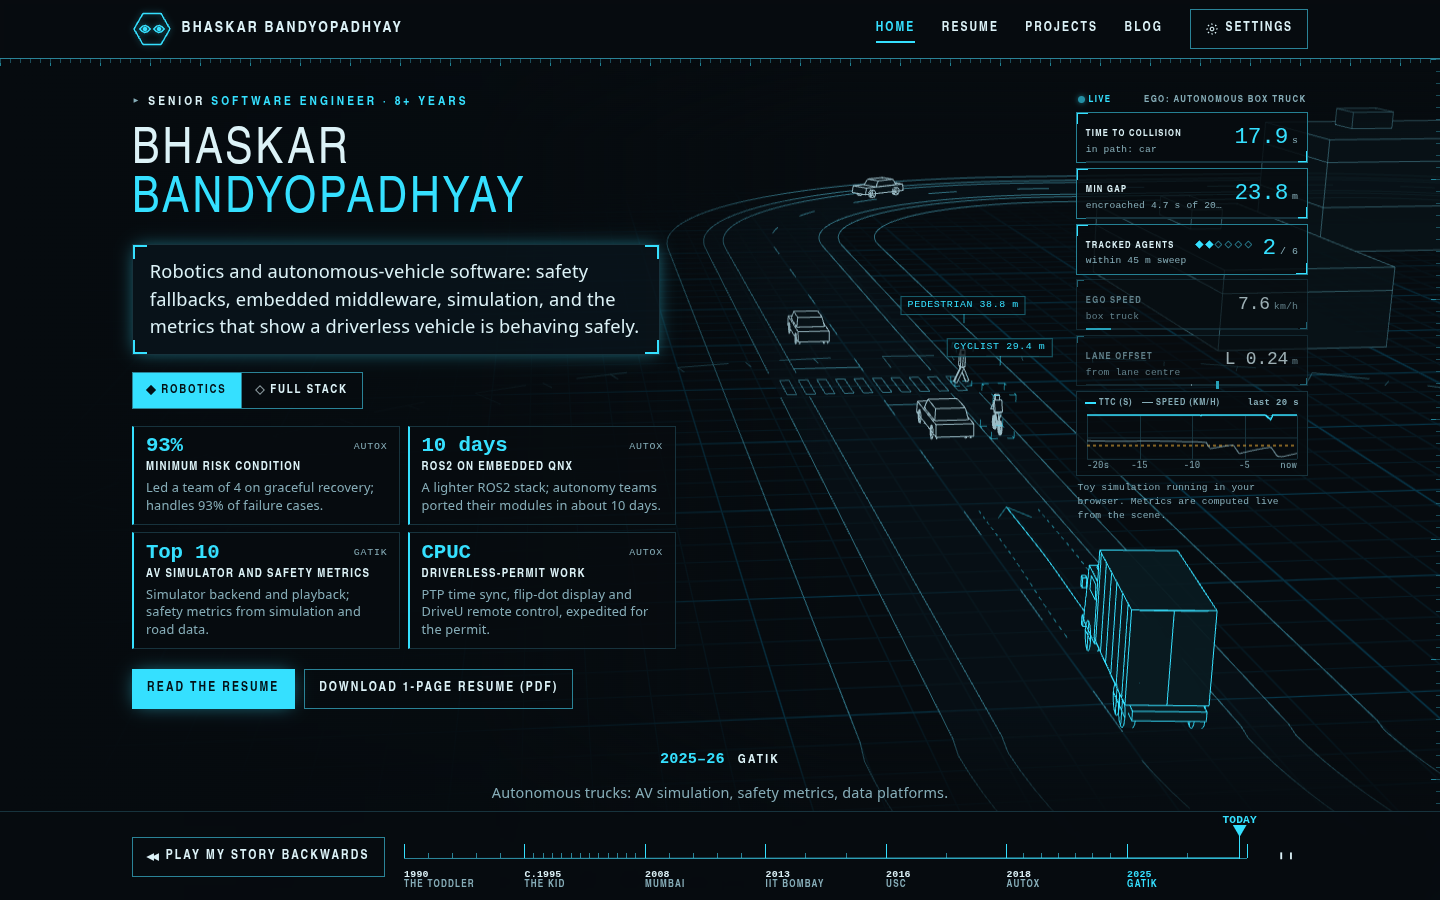 BHASKAR BANDYOPADHYAY
HOME
RESUME
PROJECTS
BLOG
SETTINGS
SENIOR SOFTWARE ENGINEER · 8+ YEARS
BHASKAR
BANDYOPADHYAY
Robotics and autonomous-vehicle software: safety
fallbacks, embedded middleware, simulation, and the
metrics that show a driverless vehicle is behaving safely.
ROBOTICS
FULL STACK
93%
AUTOX
MINIMUM RISK CONDITION
Led a team of 4 on graceful recovery;
handles 93% of failure cases.
10 days
AUTOX
ROS2 ON EMBEDDED QNX
A lighter ROS2 stack; autonomy teams
ported their modules in about 10 days.
Top 10
GATIK
AV SIMULATOR AND SAFETY METRICS
Simulator backend and playback;
safety metrics from simulation and
road data.
CPUC
AUTOX
DRIVERLESS-PERMIT WORK
PTP time sync, flip-dot display and
DriveU remote control, expedited for
the permit.
READ THE RESUME
DOWNLOAD 1-PAGE RESUME (PDF)
PEDESTRIAN 38.8 m
CYCLIST 29.4 m
LIVE
EGO: AUTONOMOUS BOX TRUCK
TIME TO COLLISION
17.9 s
in path: car
MIN GAP
23.8 m
encroached 4.7 s of 20…
TRACKED AGENTS
2 / 6
within 45 m sweep
EGO SPEED
7.6 km/h
box truck
LANE OFFSET
L 0.24 m
from lane centre
TTC (S)
SPEED (KM/H)
last 20 s
-20s -15 -10 -5 now
Toy simulation running in your
browser. Metrics are computed live
from the scene.
2025–26 GATIK
Autonomous trucks: AV simulation, safety metrics, data platforms.
PLAY MY STORY BACKWARDS
TODAY
1990
THE TODDLER
C.1995
THE KID
2008
MUMBAI
2013
IIT BOMBAY
2016
USC
2018
AUTOX
2025
GATIK